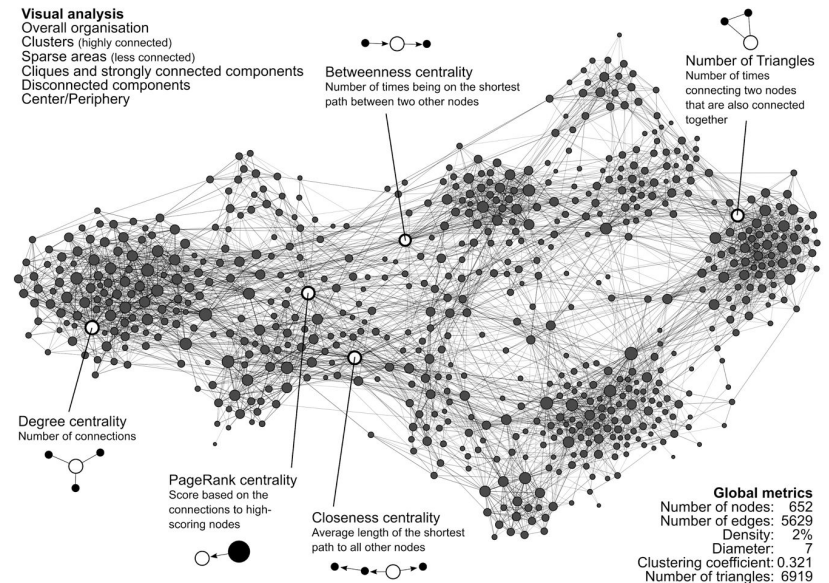 Visual analysis
Overall organisation
Clusters (highly connected)
Sparse areas (less connected)
Cliques and strongly connected components
Disconnected components
Center/Periphery
Betweenness centrality
Number of times being on the shortest
path between two other nodes
Number of Triangles
Number of times
connecting two nodes
that are also connected
together
Degree centrality
Number of connections
PageRank centrality
Score based on the
connections to high-
scoring nodes
Closeness centrality
Average length of the shortest
path to all other nodes
Global metrics
Number of nodes: 652
Number of edges: 5629
Density: 2%
Diameter: 7
Clustering coefficient: 0.321
Number of triangles: 6919